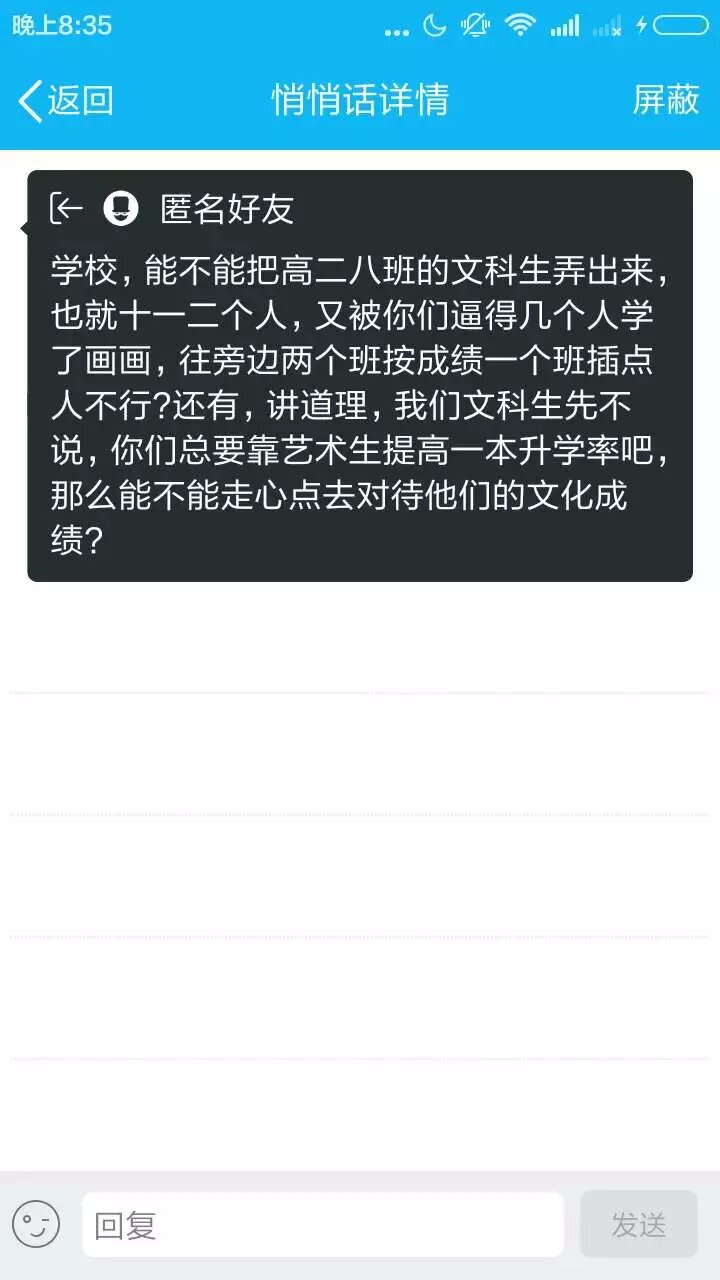 晚上8:35
返回
悄悄话详情
屏蔽
匿名好友
学校，能不能把高二八班的文科生弄出来，
也就十一二个人，又被你们逼得几个人学
了画画，往旁边两个班按成绩一个班插点
人不行？还有，讲道理，我们文科生先不
说，你们总要靠艺术生提高一本升学率吧，
那么能不能走心点去对待他们的文化成
绩？
回复
发送